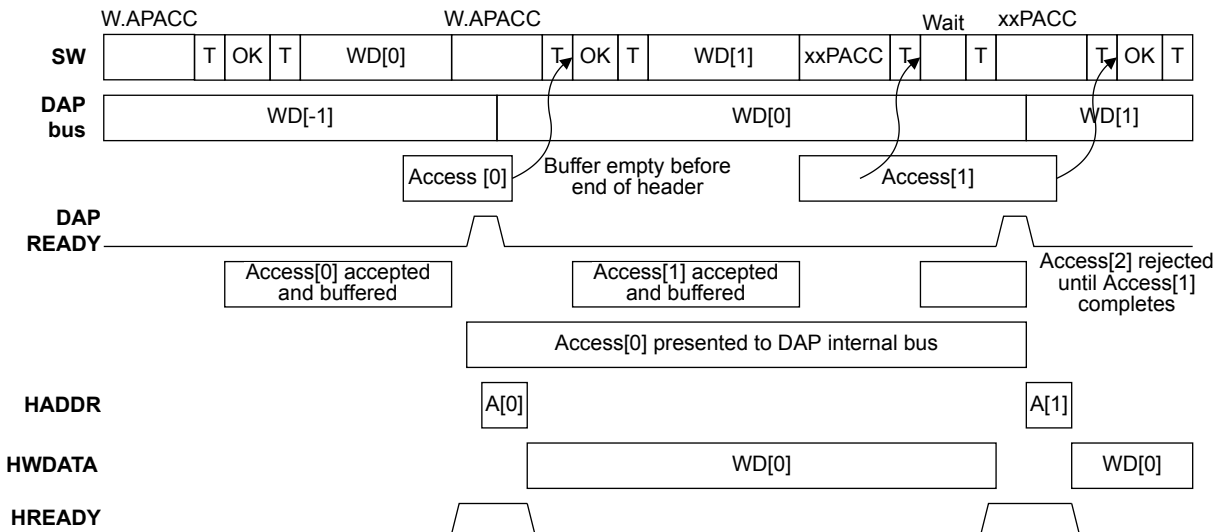 W.APACC W.APACC Wait xxPACC
SW T OK T WD[0] T OK T WD[1] xxPACC T T T OK T
DAP
bus
WD[-1] WD[0] WD[1]
Access [0] Buffer empty before
end of header
Access[1]
DAP
READY
Access[0] accepted
and buffered
Access[1] accepted
and buffered
Access[2] rejected
until Access[1]
completes
Access[0] presented to DAP internal bus
HADDR A[0] A[1]
HWDATA WD[0] WD[0]
HREADY